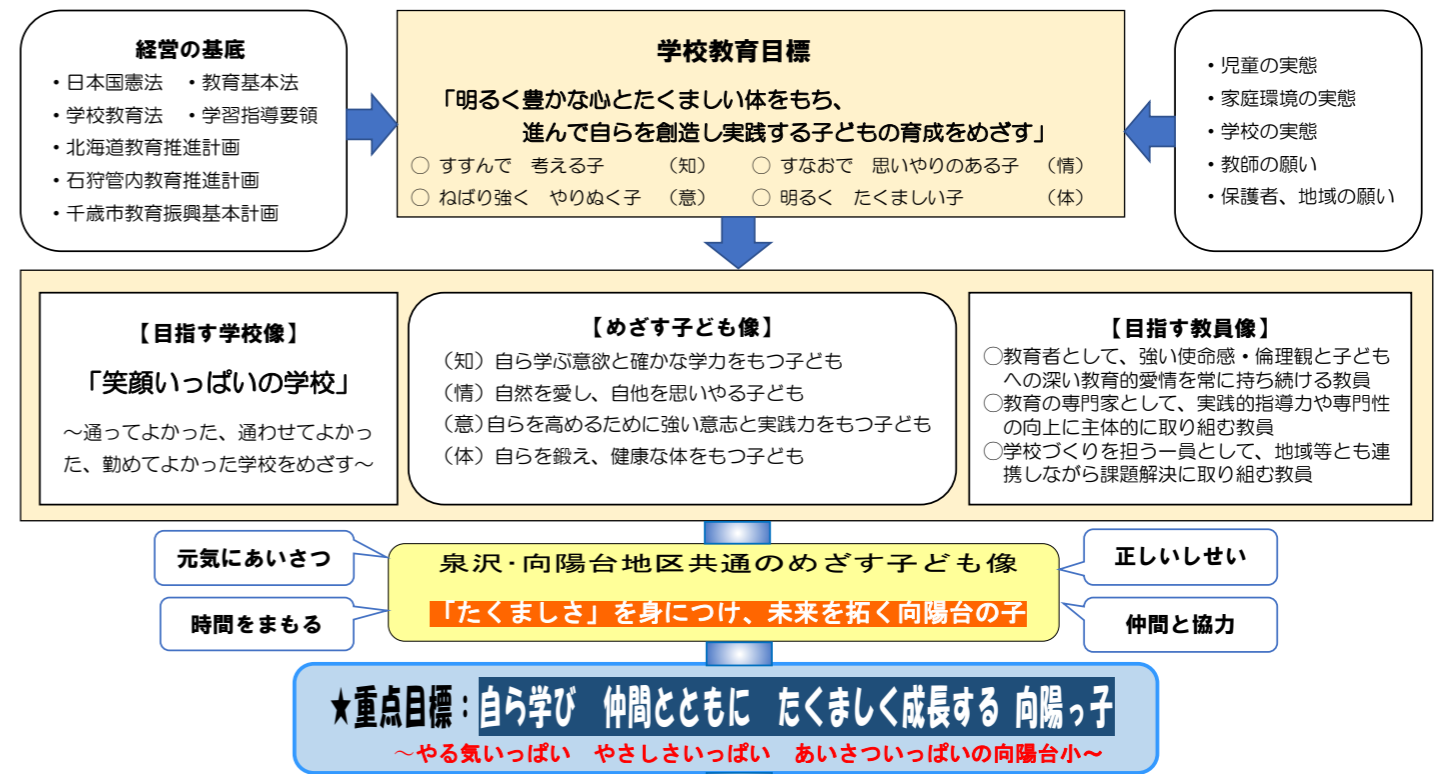 経営の基底
・日本国憲法　・教育基本法
・学校教育法　・学習指導要領
・北海道教育推進計画
・石狩管内教育推進計画
・千歳市教育振興基本計画
学校教育目標
「明るく豊かな心とたくましい体をもち、
進んで自らを創造し実践する子どもの育成をめざす」
○ すすんで　考える子　（知）　○ すなおで　思いやりのある子　（情）
○ ねばり強く　やりぬく子　（意）　○ 明るく　たくましい子　（体）
・児童の実態
・家庭環境の実態
・学校の実態
・教師の願い
・保護者、地域の願い
【目指す学校像】
「笑顔いっぱいの学校」
～通ってよかった、通わせてよかっ
た、勤めてよかった学校をめざす～
【めざす子ども像】
（知）自ら学ぶ意欲と確かな学力をもつ子ども
（情）自然を愛し、自他を思いやる子ども
（意）自らを高めるために強い意志と実践力をもつ子ども
（体）自らを鍛え、健康な体をもつ子ども
【目指す教員像】
○教育者として、強い使命感・倫理観と子ども
への深い教育的愛情を常に持ち続ける教員
○教育の専門家として、実践的指導力や専門性
の向上に主体的に取り組む教員
○学校づくりを担う一員として、地域等とも連
携しながら課題解決に取り組む教員
元気にあいさつ
時間をまもる
泉沢・向陽台地区共通のめざす子ども像
「たくましさ」を身につけ、未来を拓く向陽台の子
正しいしせい
仲間と協力
★重点目標：自ら学び　仲間とともに　たくましく成長する 向陽っ子
～やる気いっぱい　やさしさいっぱい　あいさついっぱいの向陽台小～